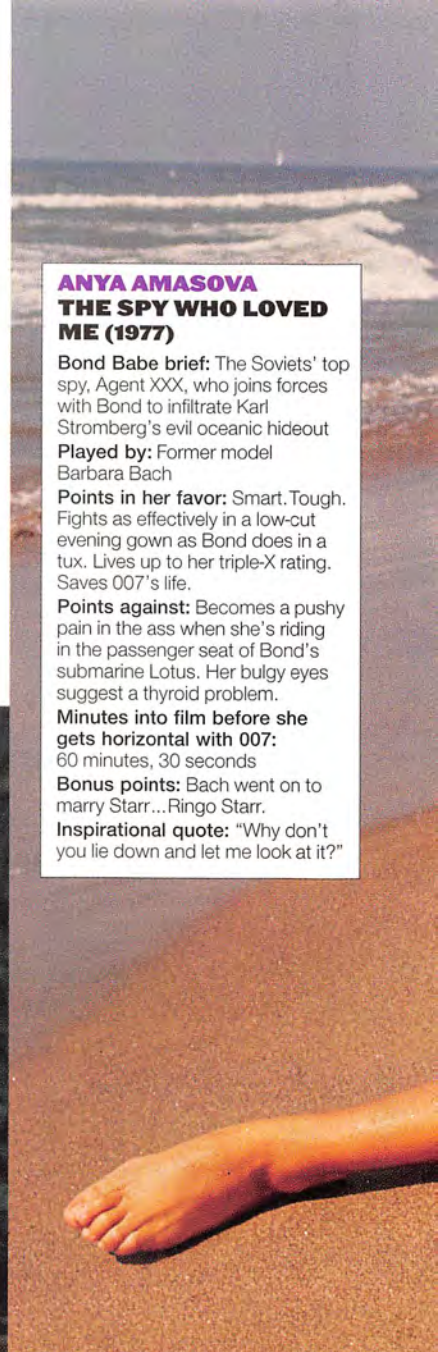 ANYA AMASOVA
THE SPY WHO LOVED
ME (1977)
Bond Babe brief: The Soviets' top
spy, Agent XXX, who joins forces
with Bond to infiltrate Karl
Stromberg's evil oceanic hideout
Played by: Former model
Barbara Bach
Points in her favor: Smart. Tough.
Fights as effectively in a low-cut
evening gown as Bond does in a
tux. Lives up to her triple-X rating.
Saves 007's life.
Points against: Becomes a pushy
pain in the ass when she's riding
in the passenger seat of Bond's
submarine Lotus. Her bulgy eyes
suggest a thyroid problem.
Minutes into film before she
gets horizontal with 007:
60 minutes, 30 seconds
Bonus points: Bach went on to
marry Starr...Ringo Starr.
Inspirational quote: "Why don't
you lie down and let me look at it?"